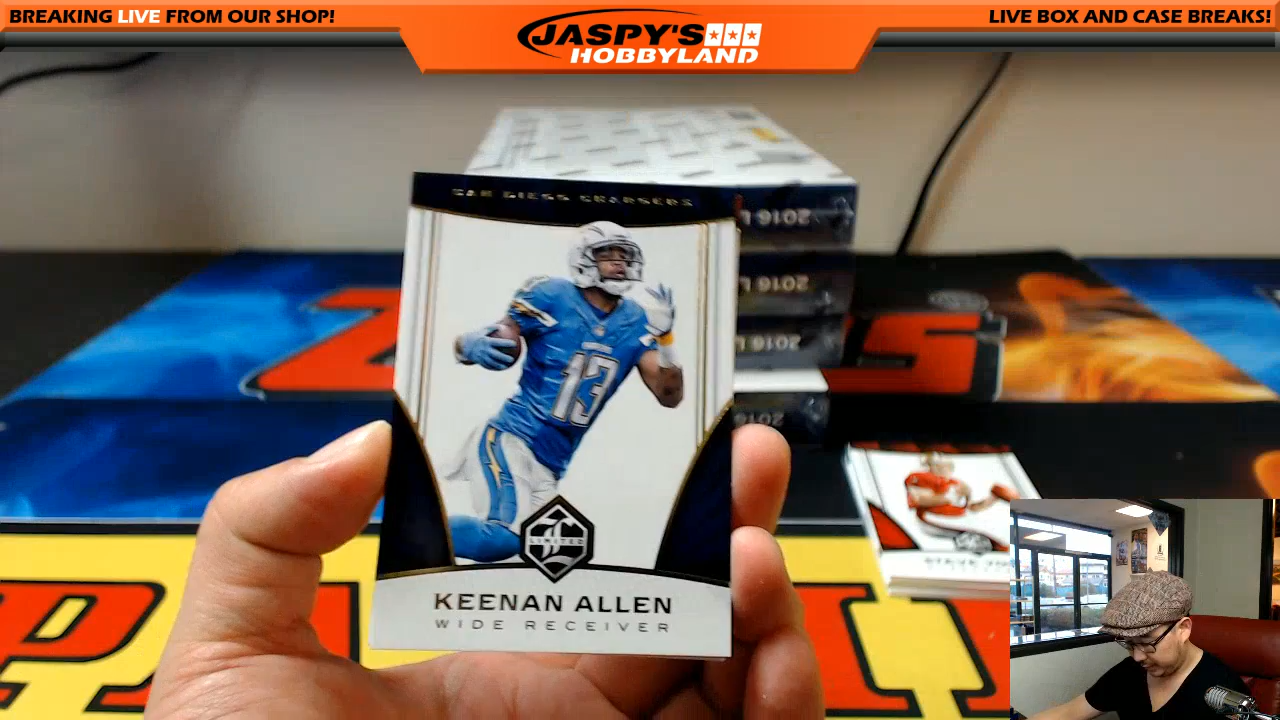 BREAKING LIVE FROM OUR SHOP!
JASPY'S
HOBBYLAND
LIVE BOX AND CASE BREAKS!
SAN DIEGO CHARGERS
2016 L
2016 L
2016 L
2016
13
LIMITED
KEENAN ALLEN
WIDE RECEIVER